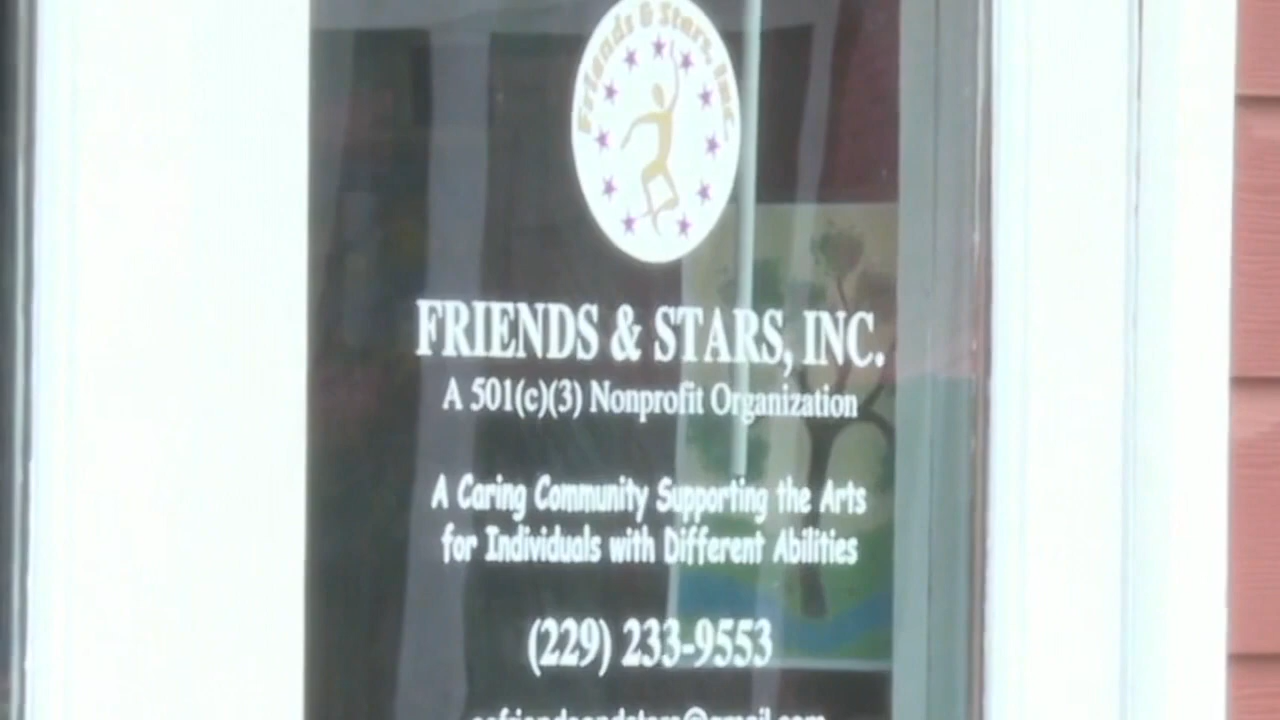 Friends & Stars, Inc.
FRIENDS & STARS, INC.
A 501(c)(3) Nonprofit Organization
A Caring Community Supporting the Arts
for Individuals with Different Abilities
(229) 233-9553